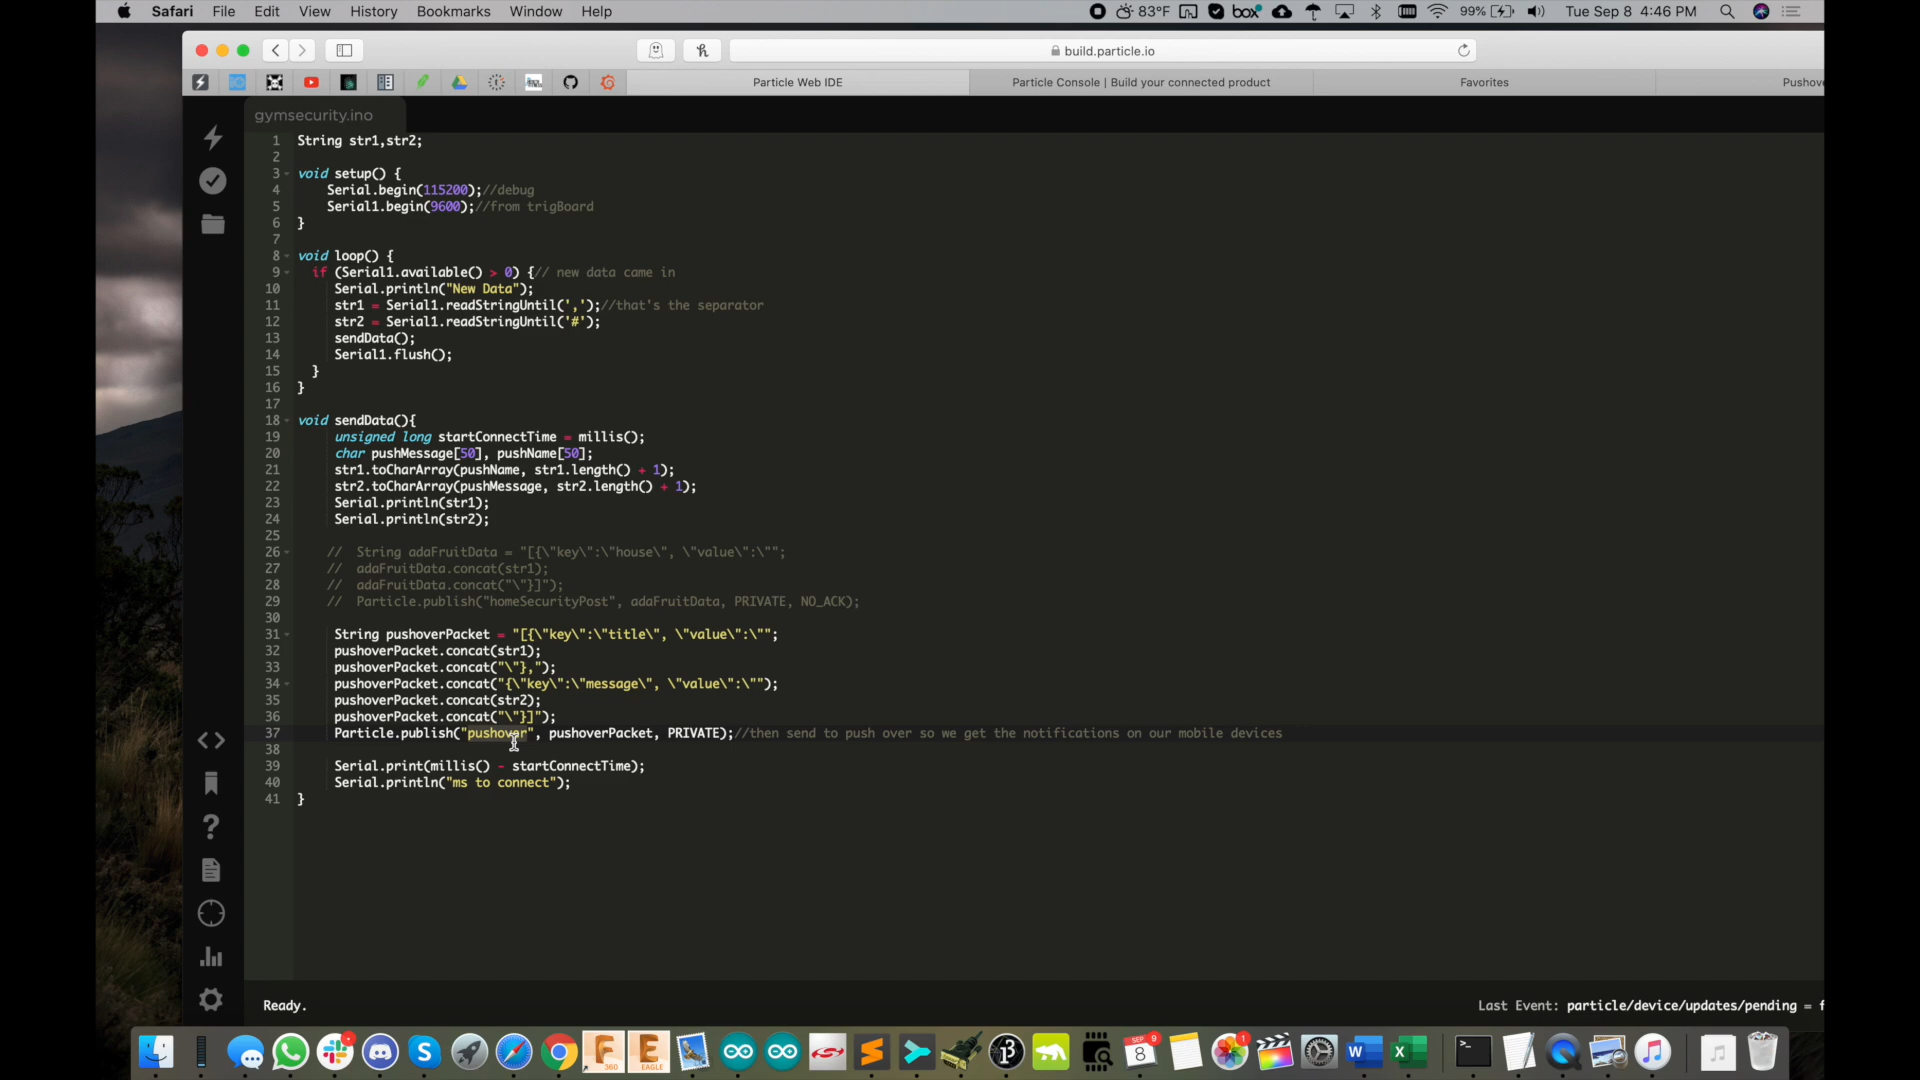 Safari File Edit View History Bookmarks Window Help 83°F box 99% Tue Sep 8 4:46 PM
build.particle.io
Particle Web IDE Particle Console | Build your connected product Favorites Pushov
gymsecurity.ino
1 String str1,str2;
2
3 void setup() {
4 Serial.begin(115200);//debug
5 Serial1.begin(9600);//from trigBoard
6 }
7
8 void loop() {
9 if (Serial1.available() > 0) {// new data came in
10 Serial.println("New Data");
11 str1 = Serial1.readStringUntil(',');//that's the separator
12 str2 = Serial1.readStringUntil('#');
13 sendData();
14 Serial1.flush();
15 }
16 }
17
18 void sendData(){
19 unsigned long startConnectTime = millis();
20 char pushMessage[50], pushName[50];
21 str1.toCharArray(pushName, str1.length() + 1);
22 str2.toCharArray(pushMessage, str2.length() + 1);
23 Serial.println(str1);
24 Serial.println(str2);
25
26 // String adaFruitData = "[{\"key\":\"house\", \"value\":\"";
27 // adaFruitData.concat(str1);
28 // adaFruitData.concat("\"}]");
29 // Particle.publish("homeSecurityPost", adaFruitData, PRIVATE, NO_ACK);
30
31 String pushoverPacket = "[{\"key\":\"title\", \"value\":\"";
32 pushoverPacket.concat(str1);
33 pushoverPacket.concat("\"},");
34 pushoverPacket.concat("{\"key\":\"message\", \"value\":\"");
35 pushoverPacket.concat(str2);
36 pushoverPacket.concat("\"}]");
37 Particle.publish("pushover", pushoverPacket, PRIVATE);//then send to push over so we get the notifications on our mobile devices
38
39 Serial.print(millis() - startConnectTime);
40 Serial.println("ms to connect");
41 }
Ready. Last Event: particle/device/updates/pending = f
F 360 E EAGLE SEP 8 9 1 W X